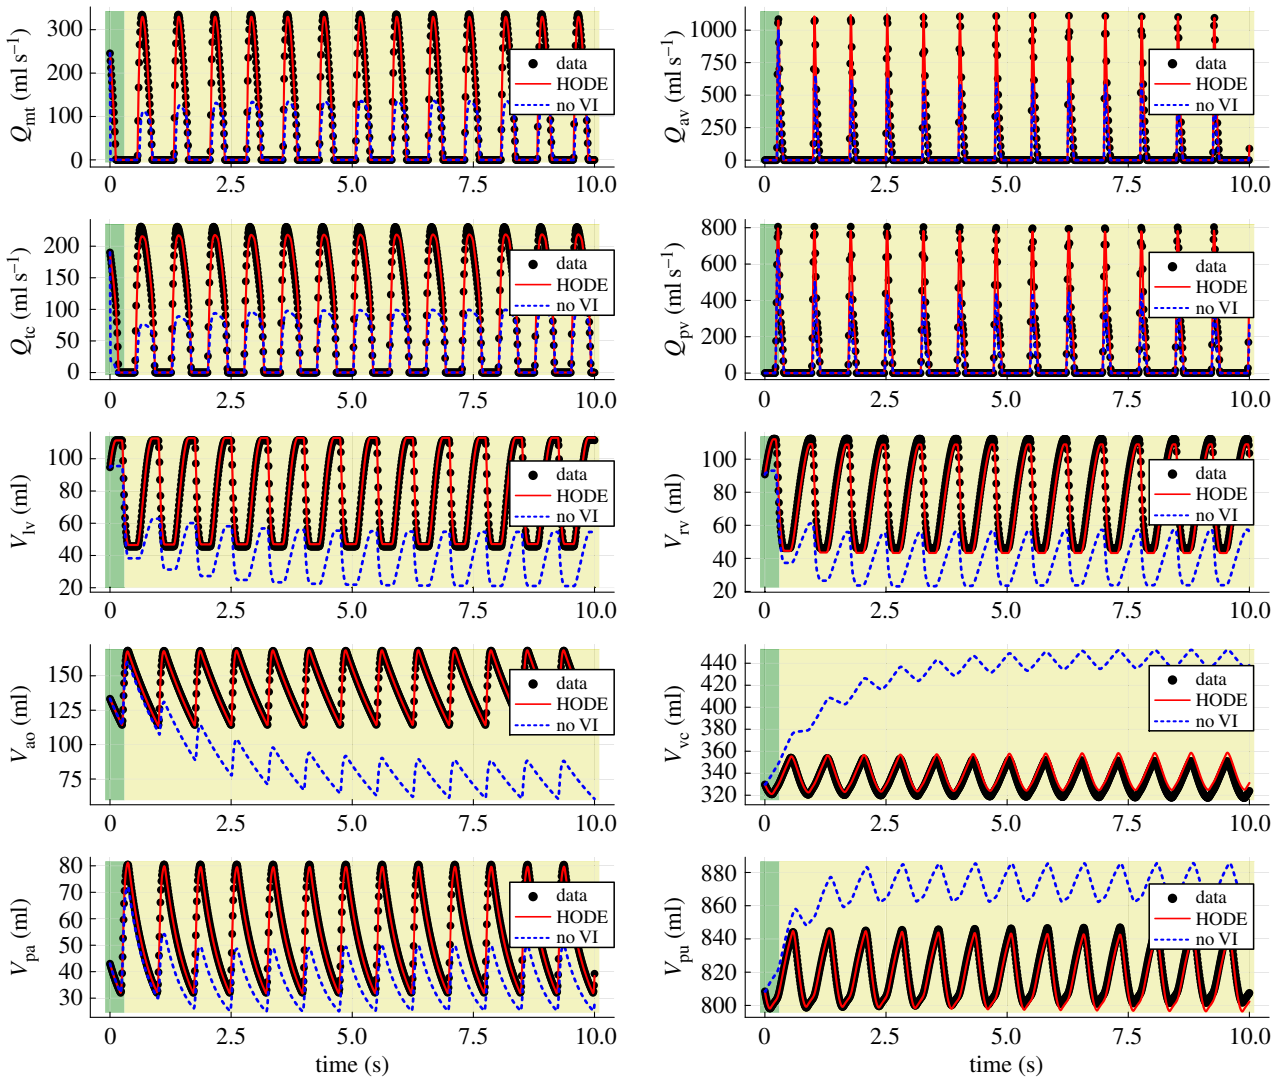 Q_mt (ml s⁻¹)
300
200
100
0
0 2.5 5.0 7.5 10.0
data
HODE
no VI
Q_av (ml s⁻¹)
1000
750
500
250
0
0 2.5 5.0 7.5 10.0
data
HODE
no VI
Q_tc (ml s⁻¹)
200
150
100
50
0
0 2.5 5.0 7.5 10.0
data
HODE
no VI
Q_pv (ml s⁻¹)
800
600
400
200
0
0 2.5 5.0 7.5 10.0
data
HODE
no VI
V_lv (ml)
100
80
60
40
20
0 2.5 5.0 7.5 10.0
data
HODE
no VI
V_rv (ml)
100
80
60
40
20
0 2.5 5.0 7.5 10.0
data
HODE
no VI
V_ao (ml)
150
125
100
75
0 2.5 5.0 7.5 10.0
data
HODE
no VI
V_vc (ml)
440
420
400
380
360
340
320
0 2.5 5.0 7.5 10.0
data
HODE
no VI
V_pa (ml)
80
70
60
50
40
30
0 2.5 5.0 7.5 10.0
time (s)
data
HODE
no VI
V_pu (ml)
880
860
840
820
800
0 2.5 5.0 7.5 10.0
time (s)
data
HODE
no VI